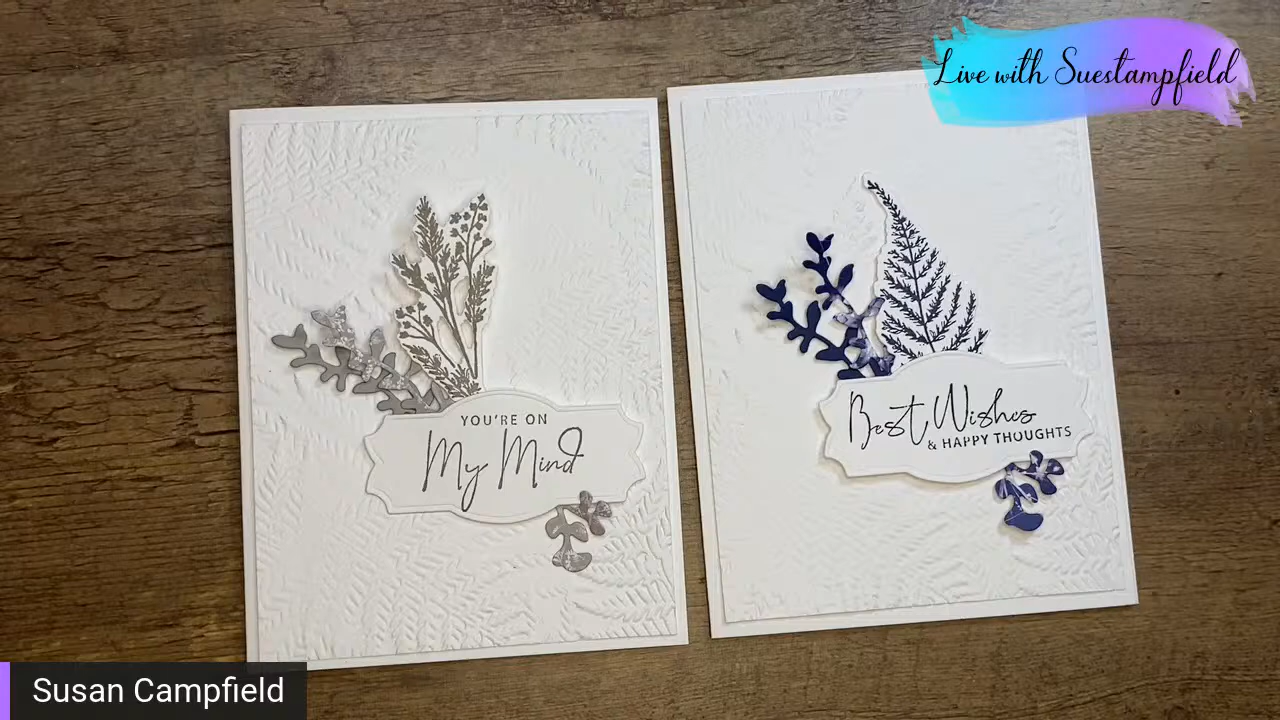 Live with Suestampfield
YOU'RE ON
My Mind
Best Wishes
& HAPPY THOUGHTS
Susan Campfield